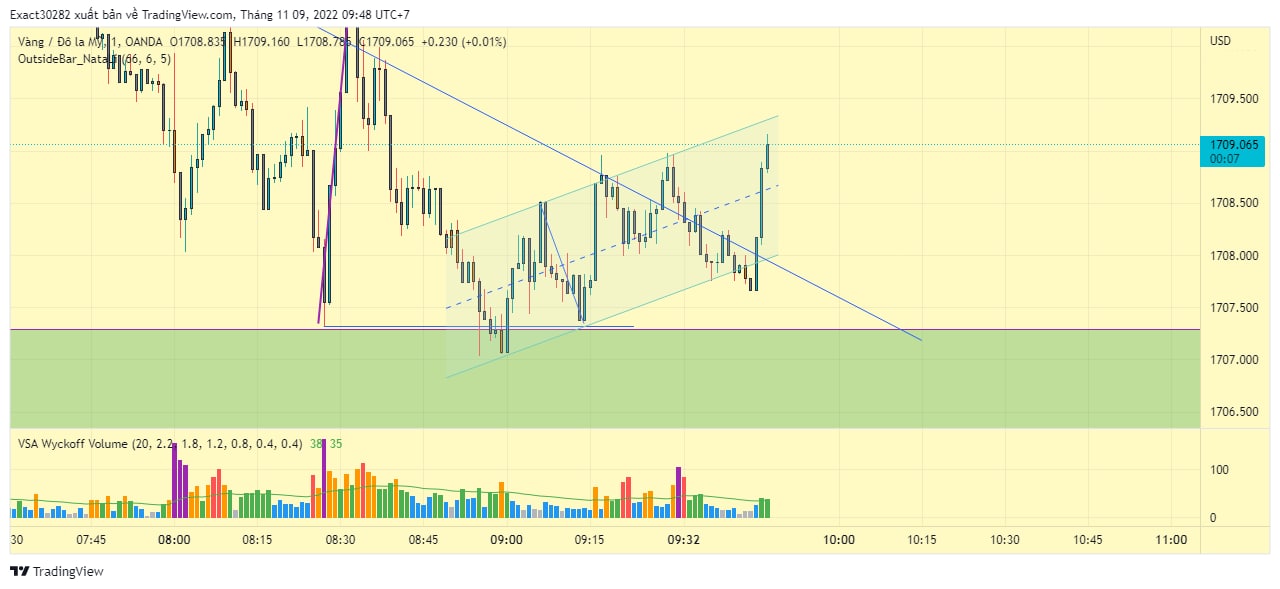 Exact30282 xuất bản về TradingView.com, Tháng 11 09, 2022 09:48 UTC+7
Vàng / Đô la Mỹ, 1, OANDA O1708.835 H1709.160 L1708.785 C1709.065 +0.230 (+0.01%)
OutsideBar_Natali (66, 6, 5)
USD
1709.500
1709.065
00:07
1708.500
1708.000
1707.500
1707.000
1706.500
VSA Wyckoff Volume (20, 2.2, 1.8, 1.2, 0.8, 0.4, 0.4) 38 35
100
0
:30 07:45 08:00 08:15 08:30 08:45 09:00 09:15 09:32 10:00 10:15 10:30 10:45 11:00
TradingView